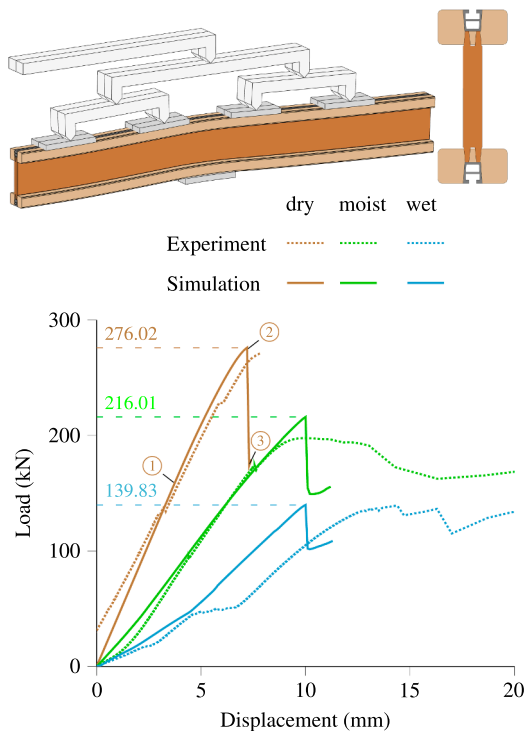 dry moist wet
Experiment
Simulation
300
276.02
②
216.01
200
③
①
139.83
100
0
0 5 10 15 20
Load (kN)
Displacement (mm)